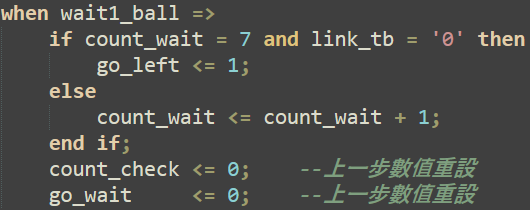 when wait1_ball =>
if count_wait = 7 and link_tb = '0' then
go_left <= 1;
else
count_wait <= count_wait + 1;
end if;
count_check <= 0; --上一步數值重設
go_wait <= 0; --上一步數值重設